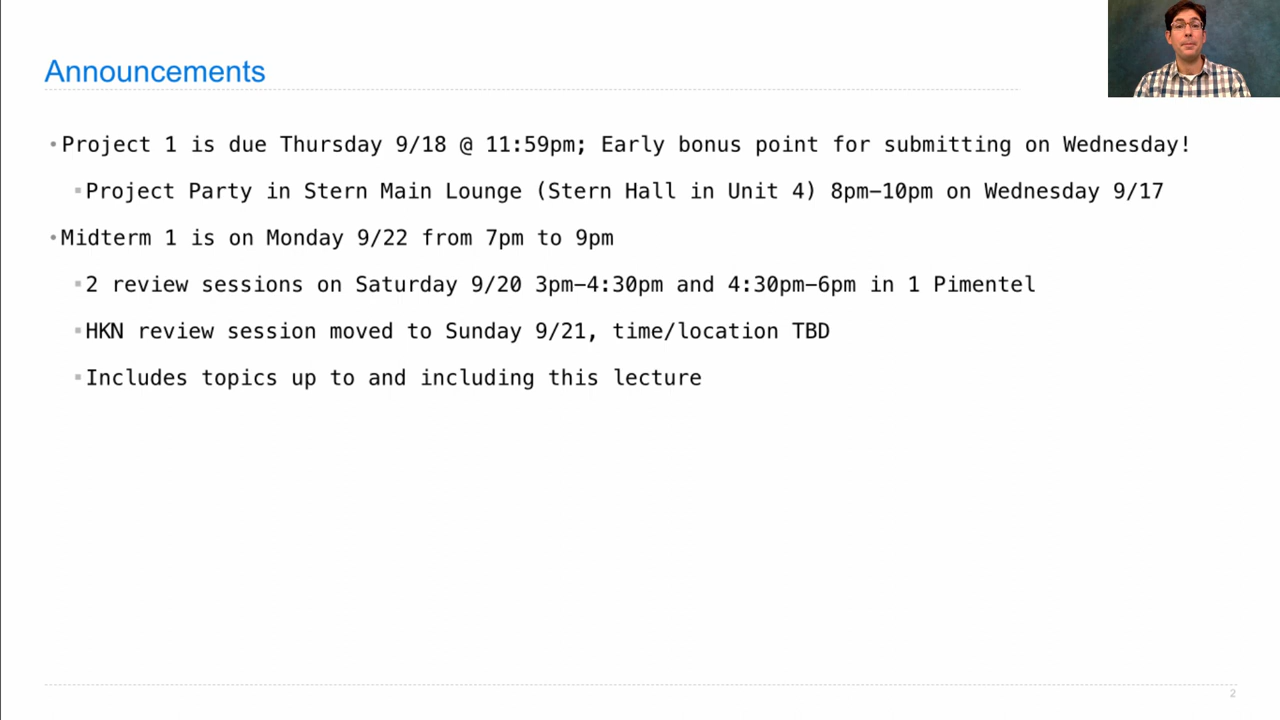 Announcements
•Project 1 is due Thursday 9/18 @ 11:59pm; Early bonus point for submitting on Wednesday!
▪Project Party in Stern Main Lounge (Stern Hall in Unit 4) 8pm–10pm on Wednesday 9/17
•Midterm 1 is on Monday 9/22 from 7pm to 9pm
▪2 review sessions on Saturday 9/20 3pm–4:30pm and 4:30pm–6pm in 1 Pimentel
▪HKN review session moved to Sunday 9/21, time/location TBD
▪Includes topics up to and including this lecture
2